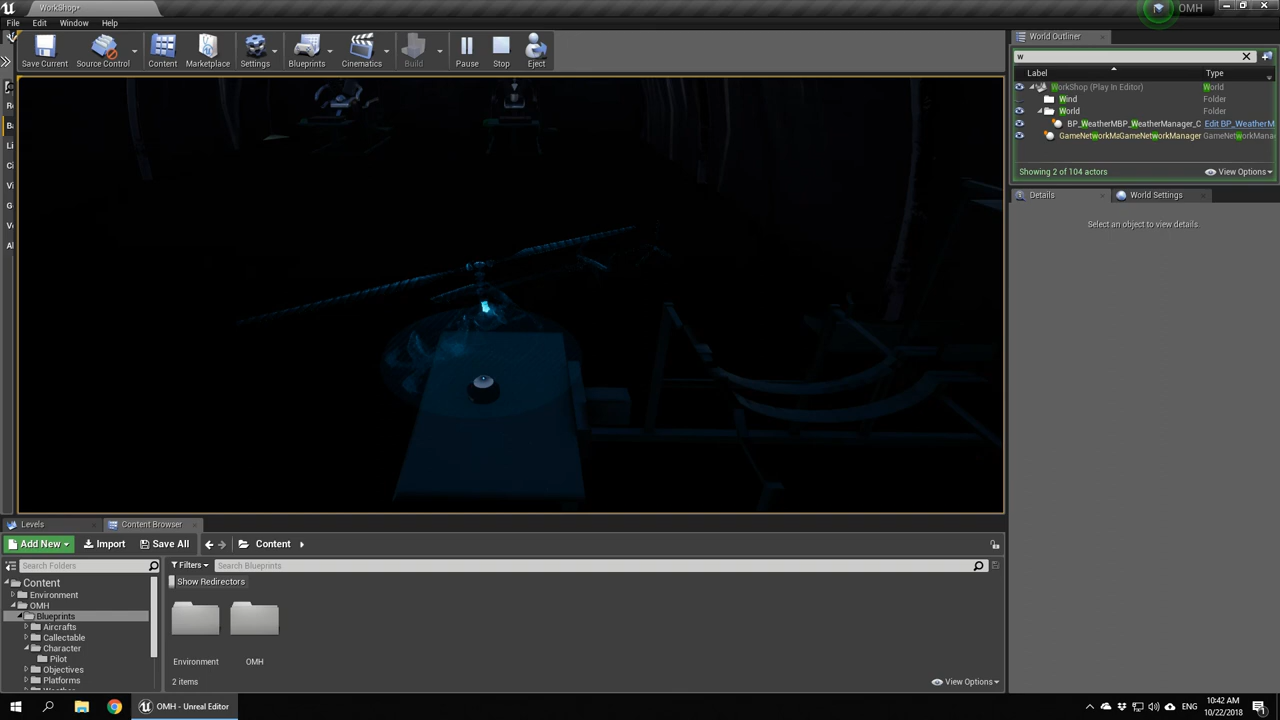 WorkShop*
OMH
File
Edit
Window
Help
Save Current
Source Control
Content
Marketplace
Settings
Blueprints
Cinematics
Build
Pause
Stop
Eject
World Outliner
w
Label
Type
WorkShop (Play In Editor)
World
Wind
Folder
World
Folder
BP_WeatherMBP_WeatherManager_C
Edit BP_WeatherM
GameNetworkMaGameNetworkManager
GameNetworkMana
Showing 2 of 104 actors
View Options
Details
World Settings
Select an object to view details.
Levels
Content Browser
Add New
Import
Save All
Content
Search Folders
Filters
Search Blueprints
Content
Environment
OMH
Blueprints
Aircrafts
Callectable
Character
Pilot
Objectives
Platforms
Show Redirectors
Environment
OMH
2 items
View Options
OMH - Unreal Editor
ENG
10:42 AM
10/22/2018
1